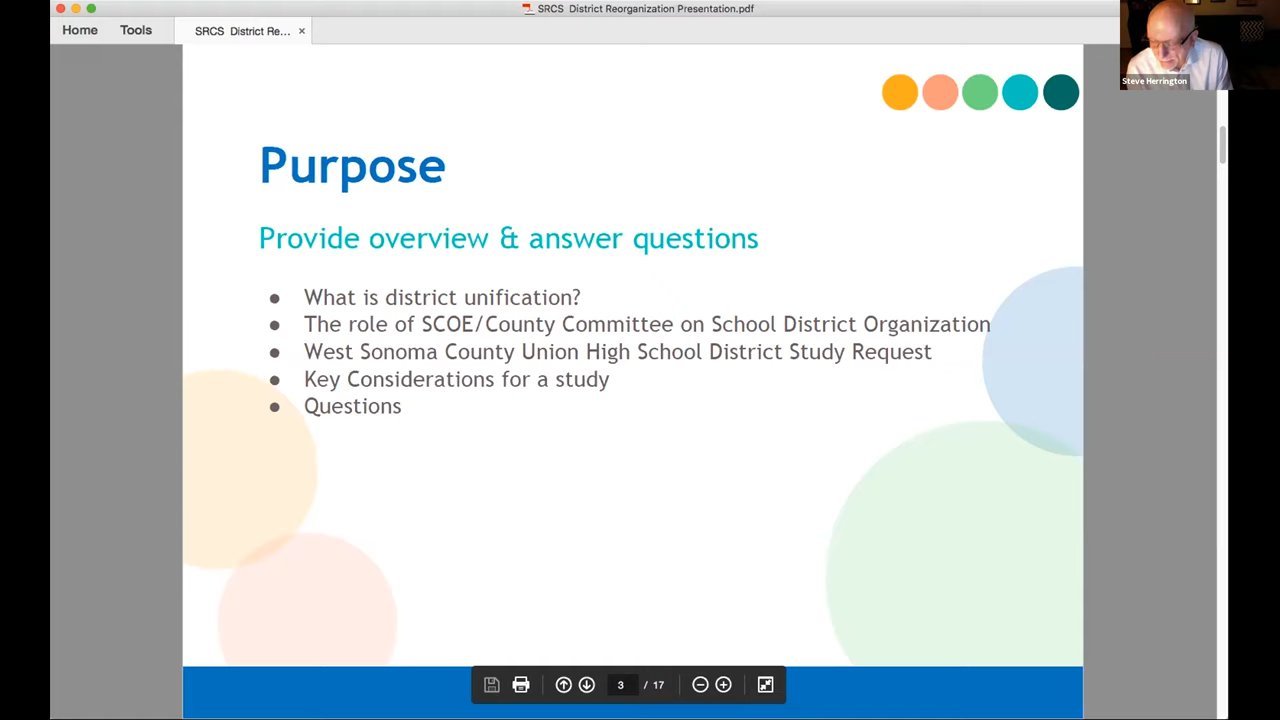 SRCS District Reorganization Presentation.pdf
Home
Tools
SRCS District Re...
Steve Herrington
Purpose
Provide overview & answer questions
● What is district unification?
● The role of SCOE/County Committee on School District Organization
● West Sonoma County Union High School District Study Request
● Key Considerations for a study
● Questions
3 / 17